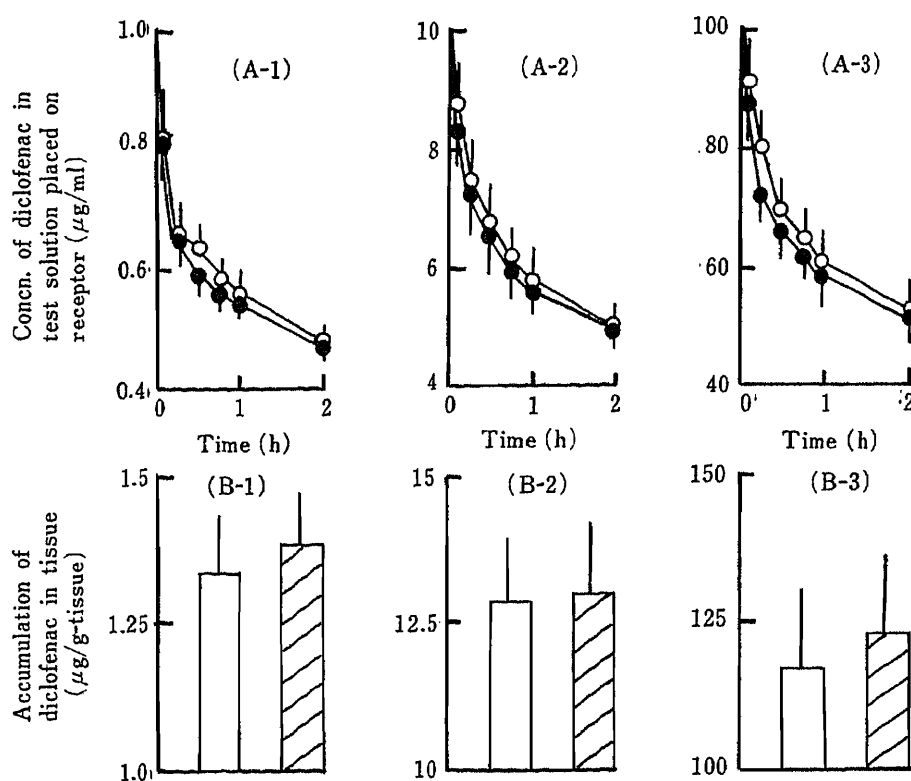 Concn. of diclofenac in
test solution placed on
receptor (μg/ml)
1.0
0.8
0.6
0.4
(A-1)
0 1 2
Time (h)
10
8
6
4
(A-2)
0 1 2
Time (h)
100
80
60
40
(A-3)
0 1 2
Time (h)
Accumulation of
diclofenac in tissue
(μg/g-tissue)
1.5
1.25
1.0
(B-1)
15
12.5
10
(B-2)
150
125
100
(B-3)